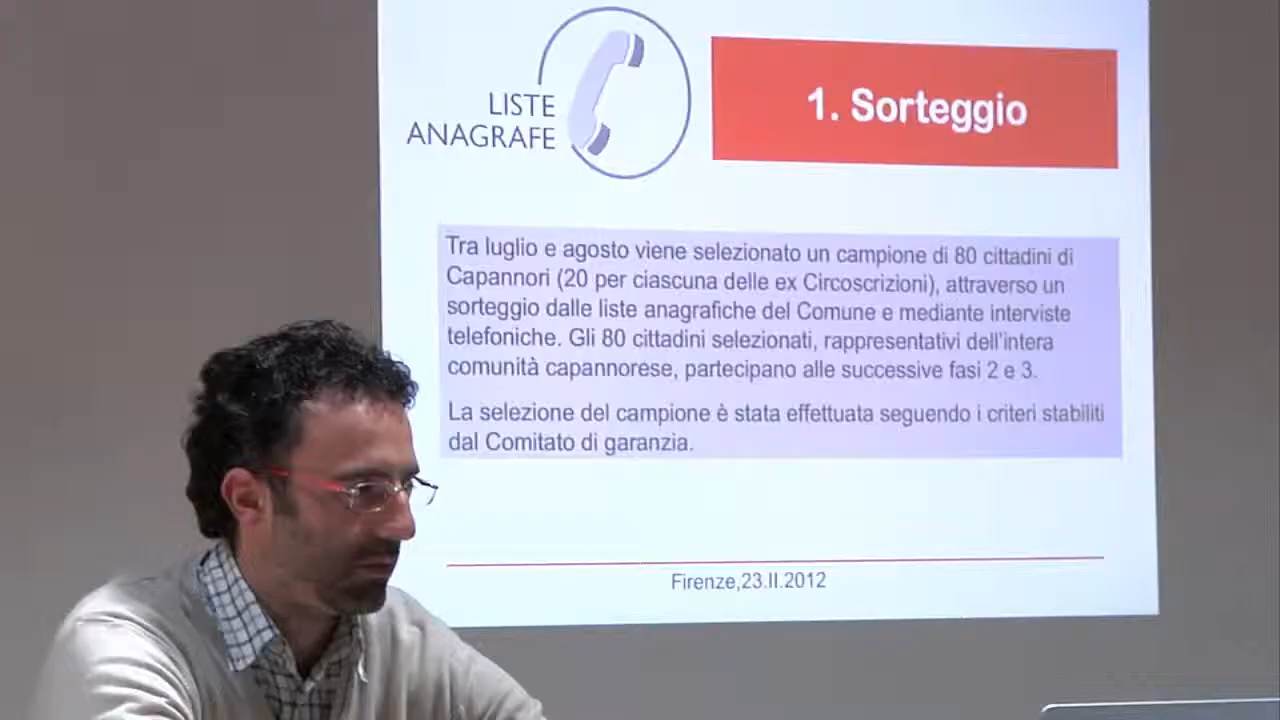 LISTE
ANAGRAFE
1. Sorteggio
Tra luglio e agosto viene selezionato un campione di 80 cittadini di
Capannori (20 per ciascuna delle ex Circoscrizioni), attraverso un
sorteggio dalle liste anagrafiche del Comune e mediante interviste
telefoniche. Gli 80 cittadini selezionati, rappresentativi dell'intera
comunità capannorese, partecipano alle successive fasi 2 e 3.
La selezione del campione è stata effettuata seguendo i criteri stabiliti
dal Comitato di garanzia.
Firenze,23.II.2012